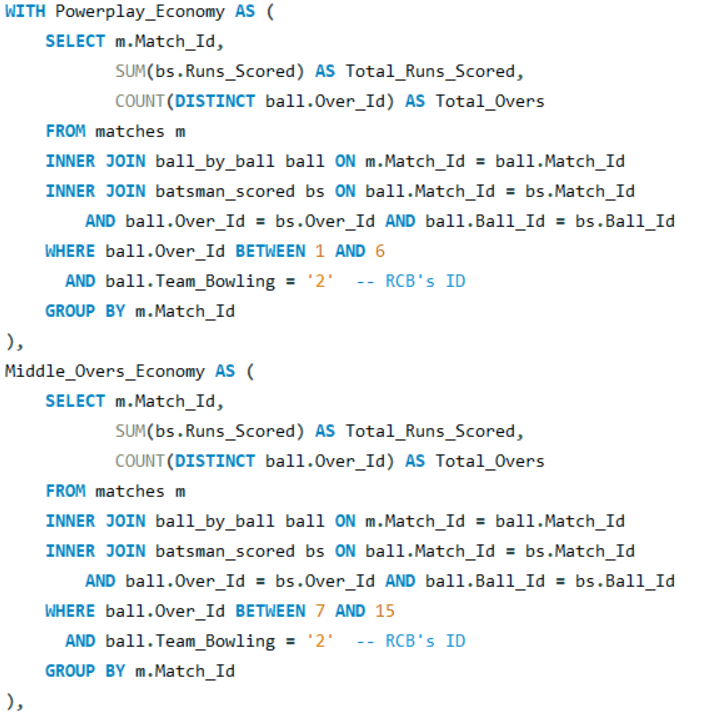 WITH Powerplay_Economy AS (
    SELECT m.Match_Id,
           SUM(bs.Runs_Scored) AS Total_Runs_Scored,
           COUNT(DISTINCT ball.Over_Id) AS Total_Overs
    FROM matches m
    INNER JOIN ball_by_ball ball ON m.Match_Id = ball.Match_Id
    INNER JOIN batsman_scored bs ON ball.Match_Id = bs.Match_Id
        AND ball.Over_Id = bs.Over_Id AND ball.Ball_Id = bs.Ball_Id
    WHERE ball.Over_Id BETWEEN 1 AND 6
      AND ball.Team_Bowling = '2'  -- RCB's ID
    GROUP BY m.Match_Id
),
Middle_Overs_Economy AS (
    SELECT m.Match_Id,
           SUM(bs.Runs_Scored) AS Total_Runs_Scored,
           COUNT(DISTINCT ball.Over_Id) AS Total_Overs
    FROM matches m
    INNER JOIN ball_by_ball ball ON m.Match_Id = ball.Match_Id
    INNER JOIN batsman_scored bs ON ball.Match_Id = bs.Match_Id
        AND ball.Over_Id = bs.Over_Id AND ball.Ball_Id = bs.Ball_Id
    WHERE ball.Over_Id BETWEEN 7 AND 15
      AND ball.Team_Bowling = '2'  -- RCB's ID
    GROUP BY m.Match_Id
),